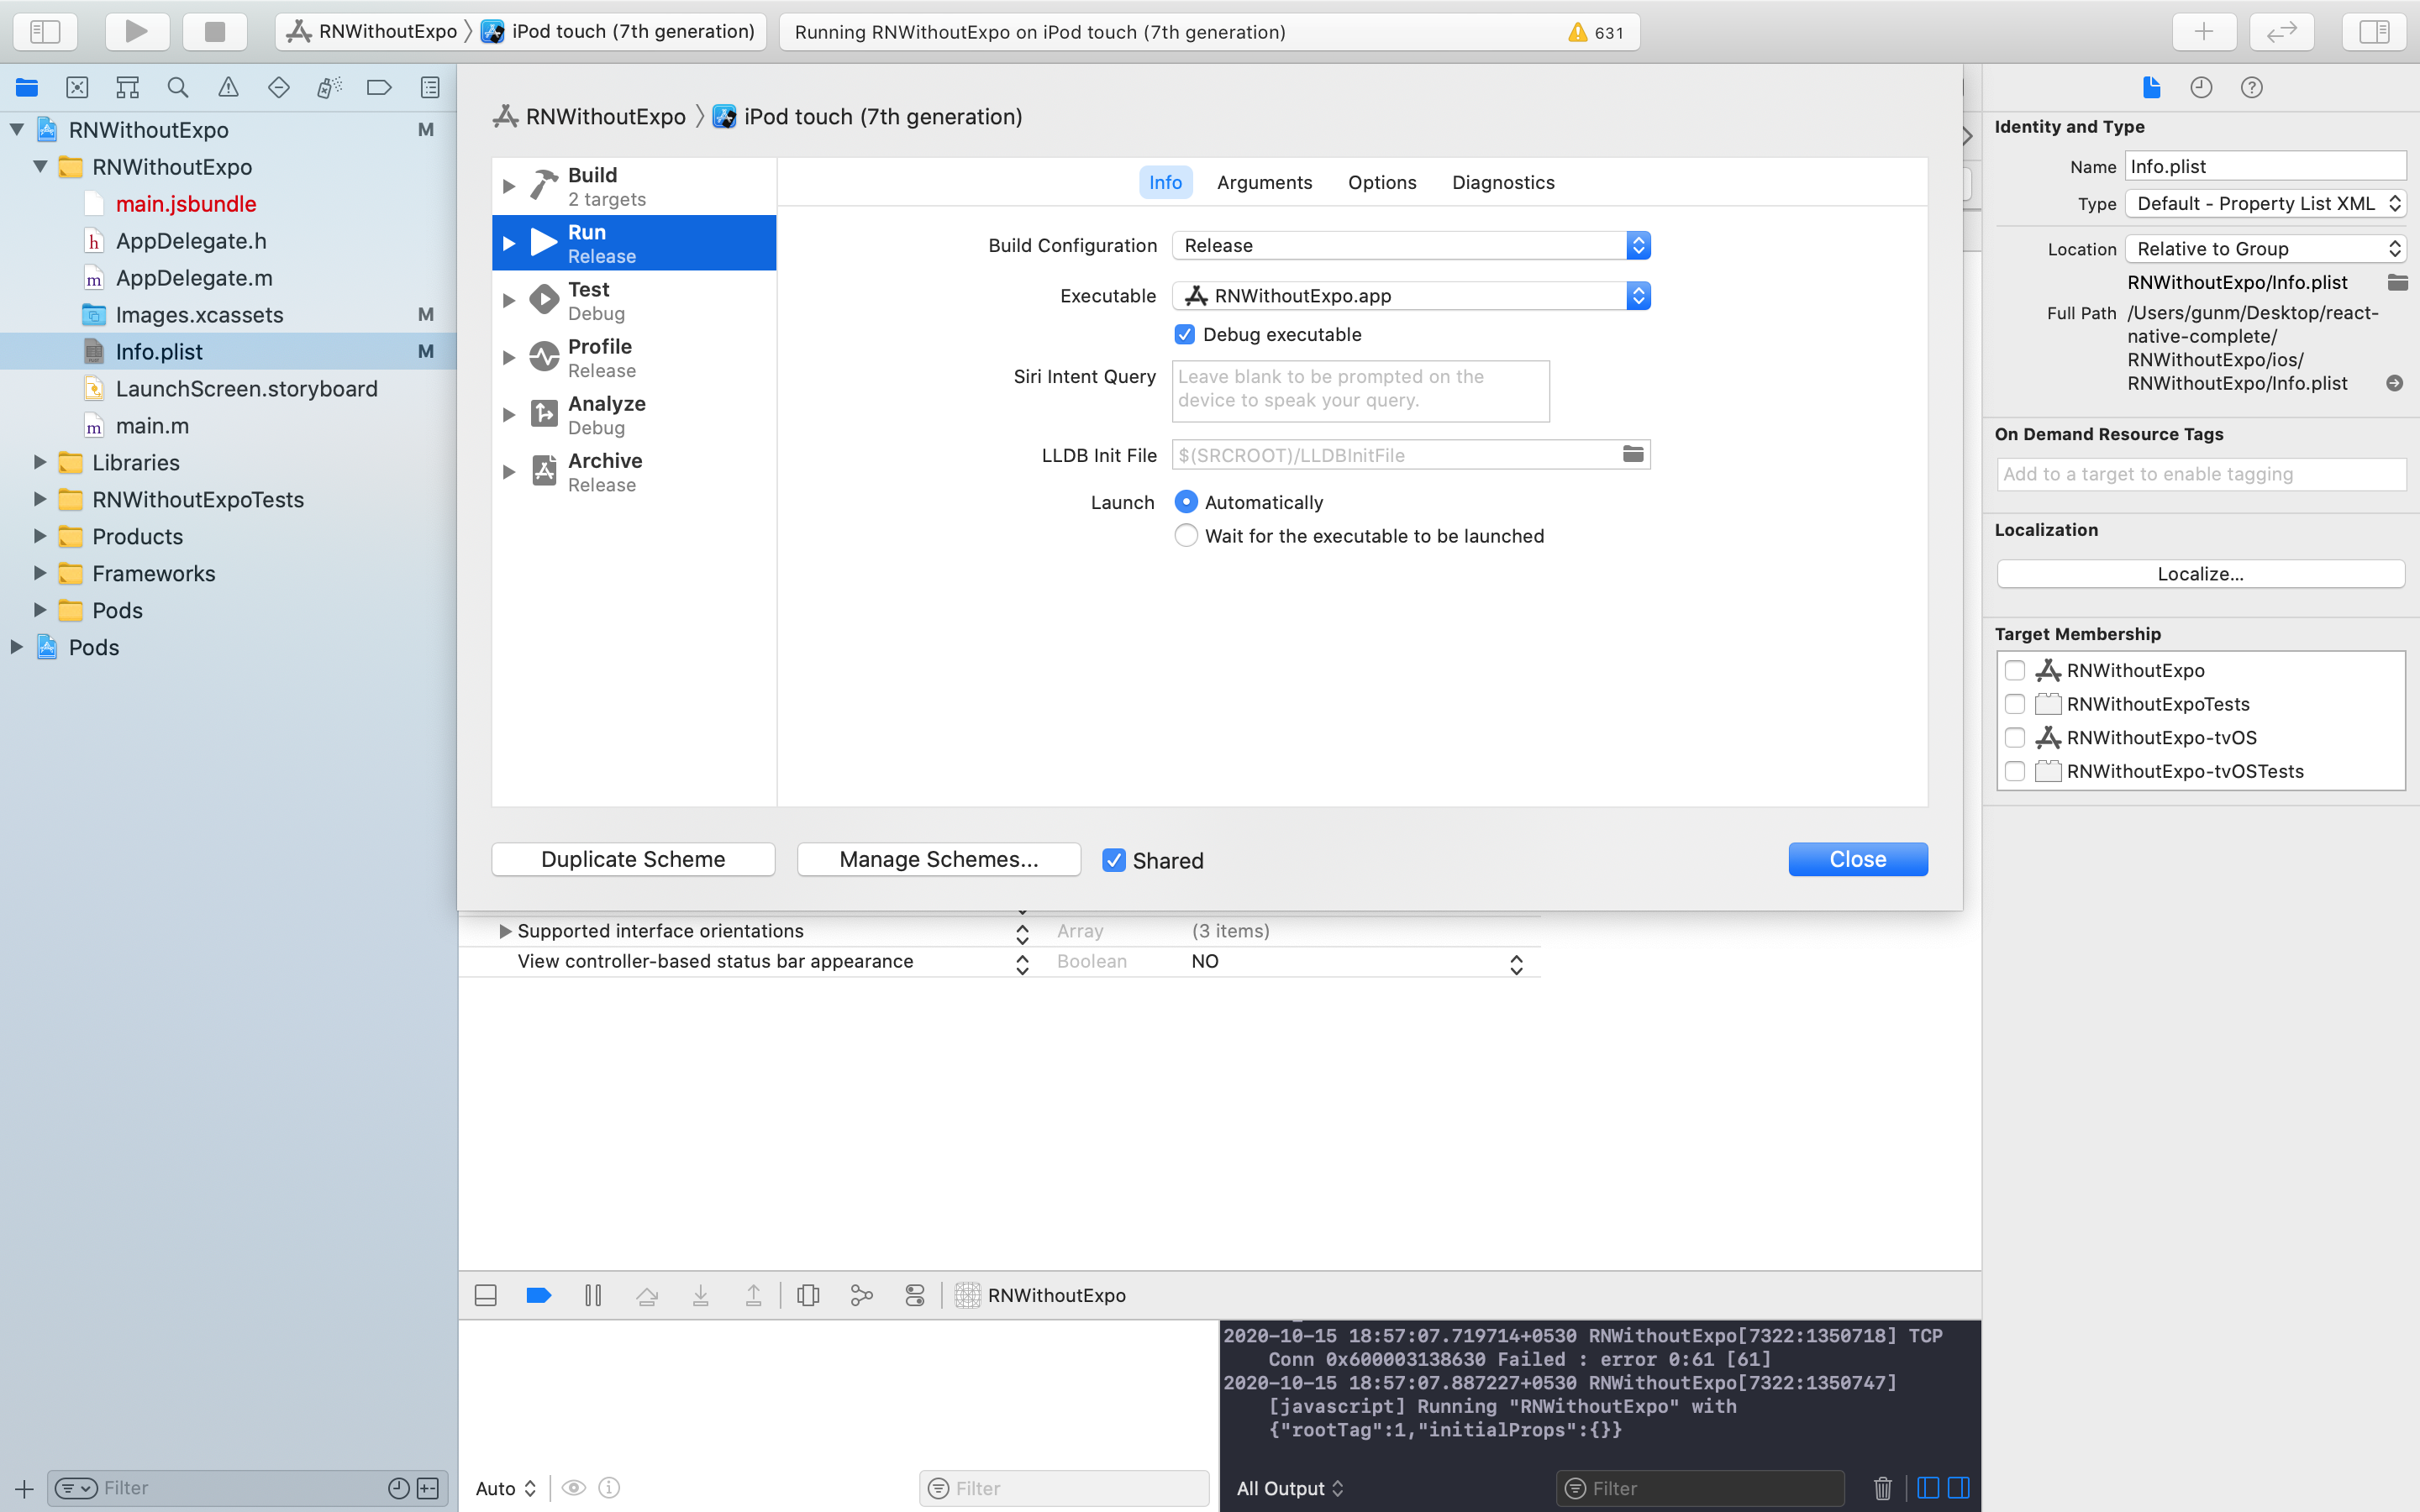 RNWithoutExpo
iPod touch (7th generation)
Running RNWithoutExpo on iPod touch (7th generation)
631
RNWithoutExpo
M
RNWithoutExpo
main.jsbundle
AppDelegate.h
AppDelegate.m
Images.xcassets
M
Info.plist
M
LaunchScreen.storyboard
main.m
Libraries
RNWithoutExpoTests
Products
Frameworks
Pods
Pods
Filter
RNWithoutExpo
iPod touch (7th generation)
Build
2 targets
Run
Release
Test
Debug
Profile
Release
Analyze
Debug
Archive
Release
Info
Arguments
Options
Diagnostics
Build Configuration
Release
Executable
RNWithoutExpo.app
Debug executable
Siri Intent Query
Leave blank to be prompted on the
device to speak your query.
LLDB Init File
$(SRCROOT)/LLDBInitFile
Launch
Automatically
Wait for the executable to be launched
Duplicate Scheme
Manage Schemes...
Shared
Close
Supported interface orientations
Array
(3 items)
View controller-based status bar appearance
Boolean
NO
RNWithoutExpo
2020-10-15 18:57:07.719714+0530 RNWithoutExpo[7322:1350718] TCP
Conn 0x600003138630 Failed : error 0:61 [61]
2020-10-15 18:57:07.887227+0530 RNWithoutExpo[7322:1350747]
[javascript] Running "RNWithoutExpo" with
{"rootTag":1,"initialProps":{}}
Auto
Filter
All Output
Filter
Identity and Type
Name
Info.plist
Type
Default - Property List XML
Location
Relative to Group
RNWithoutExpo/Info.plist
Full Path
/Users/gunm/Desktop/react-
native-complete/
RNWithoutExpo/ios/
RNWithoutExpo/Info.plist
On Demand Resource Tags
Add to a target to enable tagging
Localization
Localize...
Target Membership
RNWithoutExpo
RNWithoutExpoTests
RNWithoutExpo-tvOS
RNWithoutExpo-tvOSTests